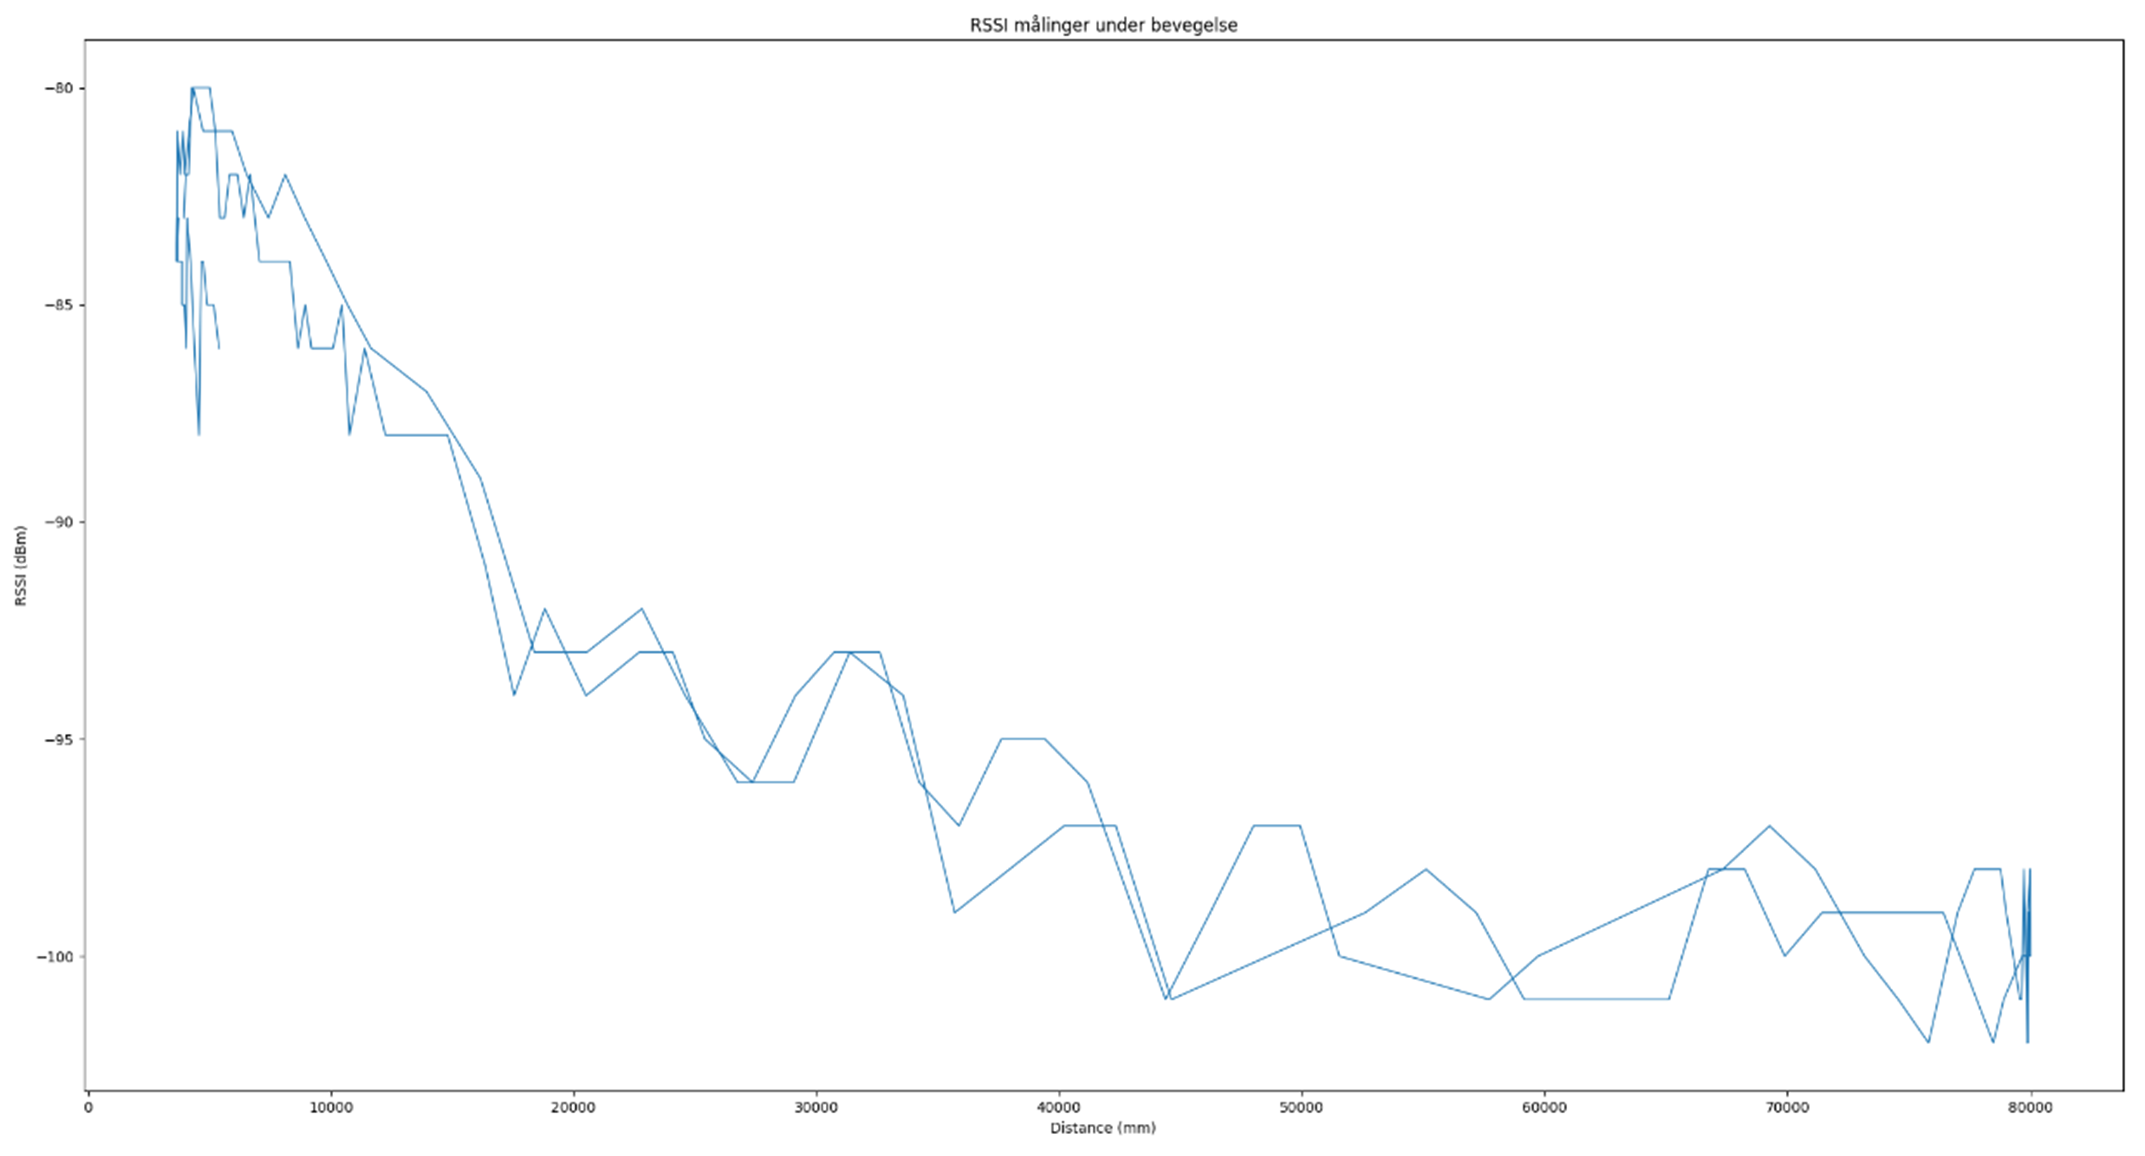 RSSI målinger under bevegelse
−80
−85
−90
−95
−100
RSSI (dBm)
0 10000 20000 30000 40000 50000 60000 70000 80000
Distance (mm)